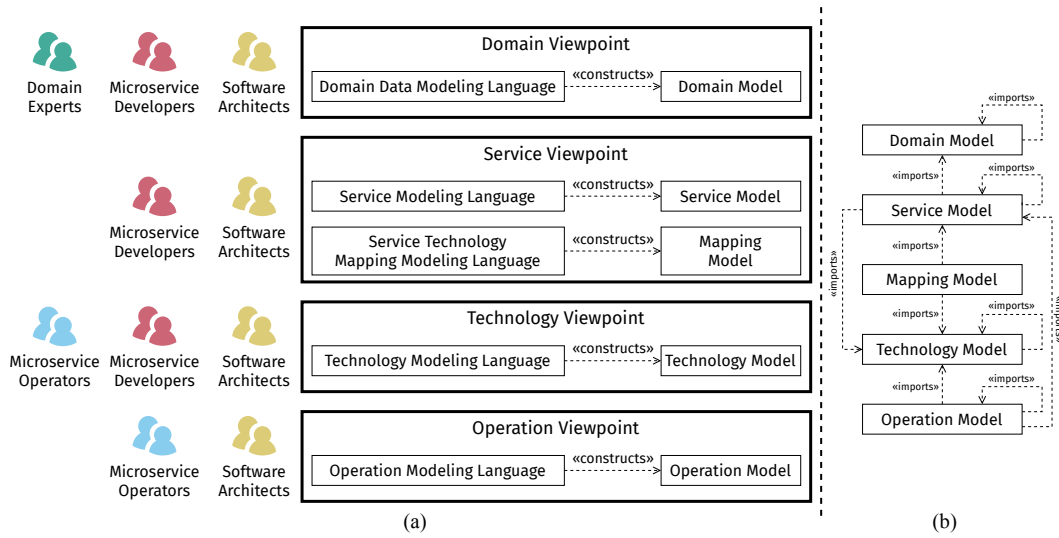 Domain Viewpoint
Domain Data Modeling Language
«constructs»
Domain Model
Domain
Experts
Microservice
Developers
Software
Architects
Service Viewpoint
Service Modeling Language
«constructs»
Service Model
Service Technology
Mapping Modeling Language
«constructs»
Mapping
Model
Microservice
Developers
Software
Architects
Technology Viewpoint
Technology Modeling Language
«constructs»
Technology Model
Microservice
Operators
Microservice
Developers
Software
Architects
Operation Viewpoint
Operation Modeling Language
«constructs»
Operation Model
Microservice
Operators
Software
Architects
(a)
«imports»
Domain Model
«imports»
«imports»
Service Model
«imports»
«imports»
Mapping Model
«imports»
«imports»
«imports»
Technology Model
«imports»
«imports»
Operation Model
(b)